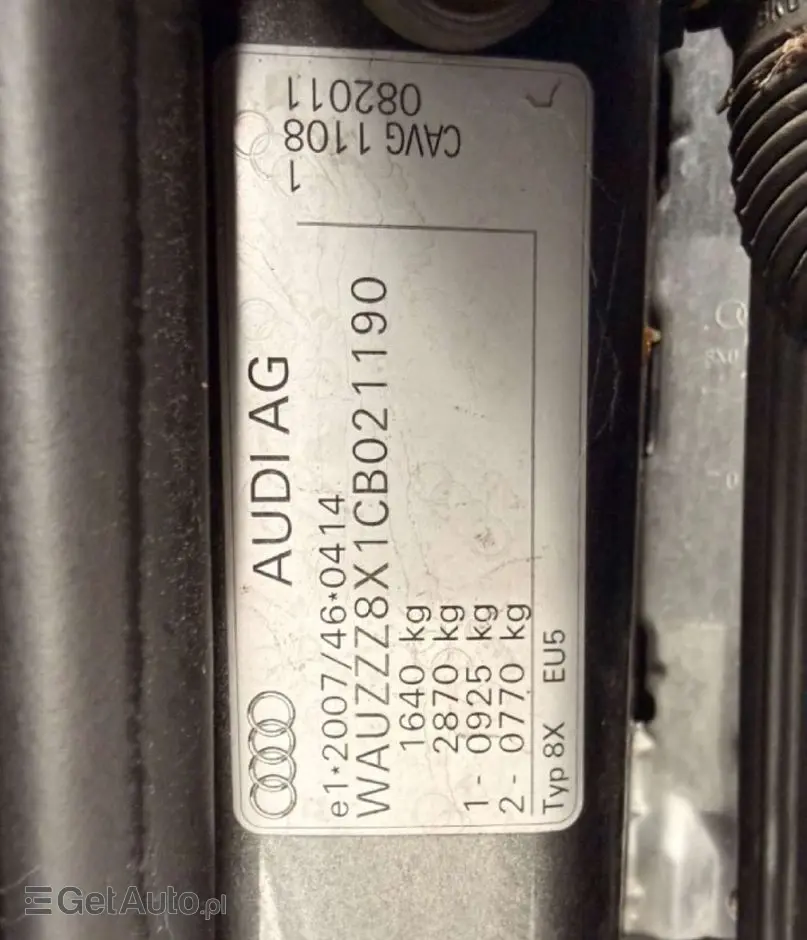 AUDI AG
e1*2007/46*0414
WAUZZZ8X1CB021190
1640 kg
2870 kg
1 - 0925 kg
2 - 0770 kg
Typ 8X EU5
1
CAVG 1108
082011
GetAuto.pl